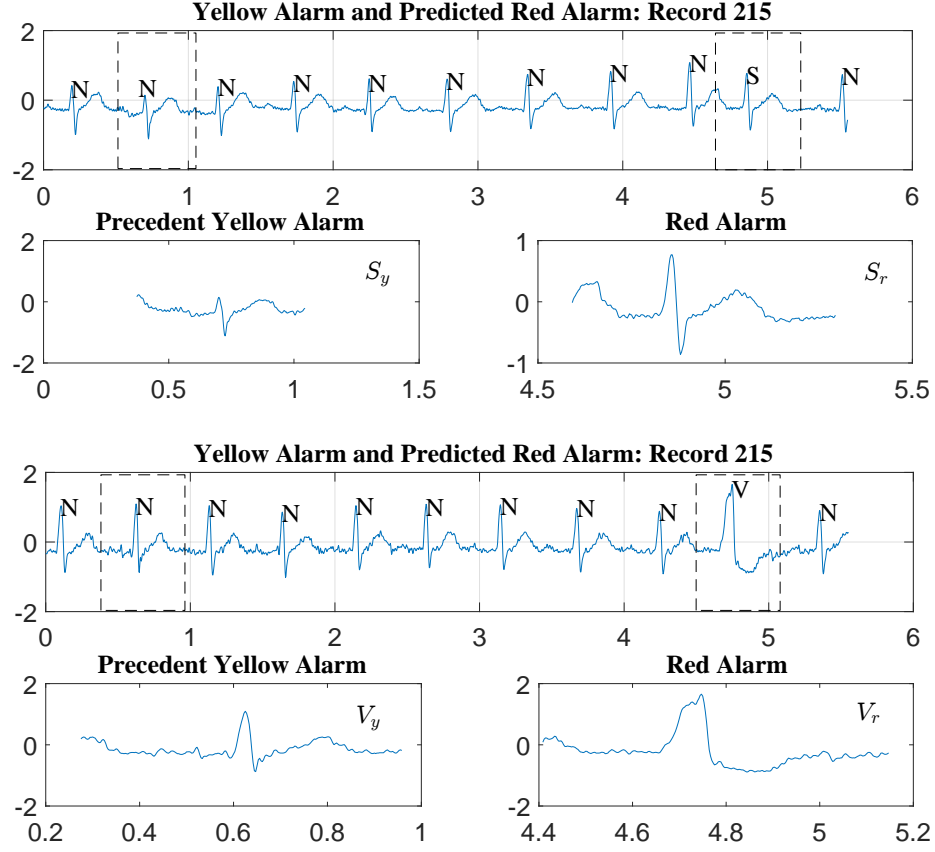 Yellow Alarm and Predicted Red Alarm: Record 215
2
0
-2
N N N N N N N N N S N
0 1 2 3 4 5 6
Precedent Yellow Alarm
2
0
-2
S_y
0 0.5 1 1.5
Red Alarm
1
0
-1
S_r
4.5 5 5.5
Yellow Alarm and Predicted Red Alarm: Record 215
2
0
-2
N N N N N N N N N V N
0 1 2 3 4 5 6
Precedent Yellow Alarm
2
0
-2
V_y
0.2 0.4 0.6 0.8 1
Red Alarm
2
0
-2
V_r
4.4 4.6 4.8 5 5.2